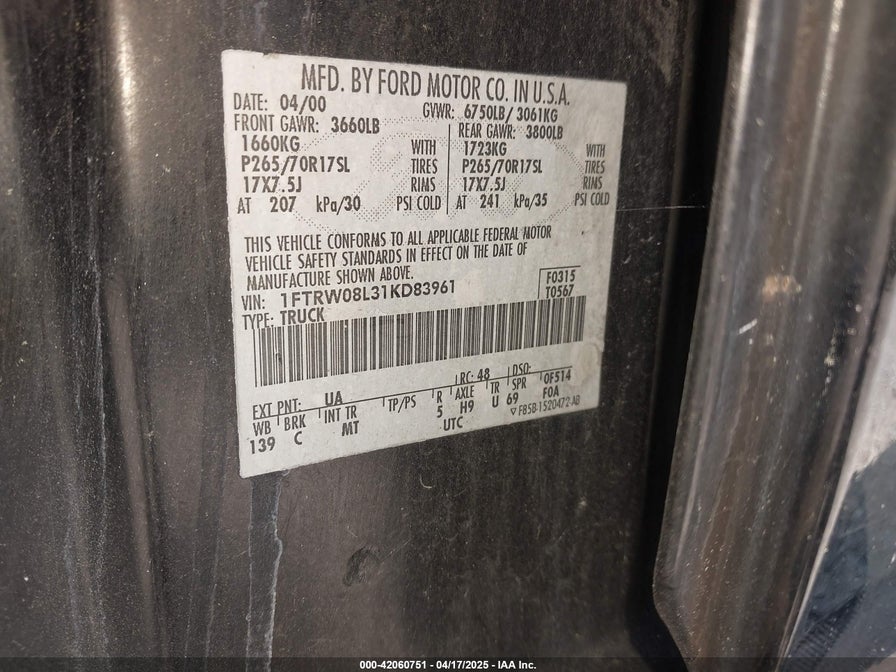 MFD. BY FORD MOTOR CO. IN U.S.A.
DATE: 04/00 GVWR: 6750LB/ 3061KG
FRONT GAWR: 3660LB REAR GAWR: 3800LB
1660KG WITH 1723KG WITH
P265/70R17SL TIRES P265/70R17SL TIRES
17X7.5J RIMS 17X7.5J RIMS
AT 207 kPa/30 PSI COLD AT 241 kPa/35 PSI COLD
THIS VEHICLE CONFORMS TO ALL APPLICABLE FEDERAL MOTOR
VEHICLE SAFETY STANDARDS IN EFFECT ON THE DATE OF
MANUFACTURE SHOWN ABOVE.
VIN: 1FTRW08L31KD83961 F0315
TYPE: TRUCK T0567
EXT PNT: UA RC: 48 DSO:
WB BRK INT TR TP/PS R AXLE TR SPR OF514
139 C MT 5 H9 U 69 F0A
UTC ▽F85B-1520472-AB
000-42060751 - 04/17/2025 - IAA Inc.